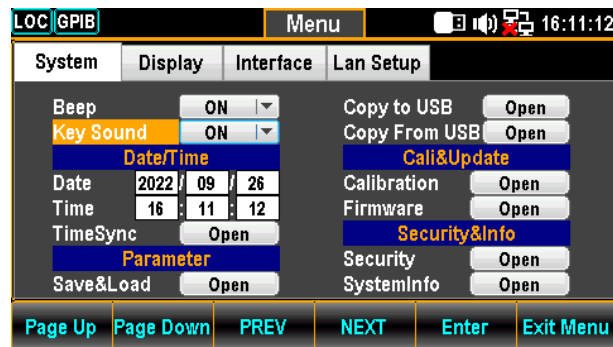 LOC GPIB Menu 16:11:12
System Display Interface Lan Setup
Beep ON Copy to USB Open
Key Sound ON Copy From USB Open
Date/Time Cali&Update
Date 2022 / 09 / 26 Calibration Open
Time 16 : 11 : 12 Firmware Open
TimeSync Open Security&Info
Parameter Security Open
Save&Load Open SystemInfo Open
Page Up Page Down PREV NEXT Enter Exit Menu